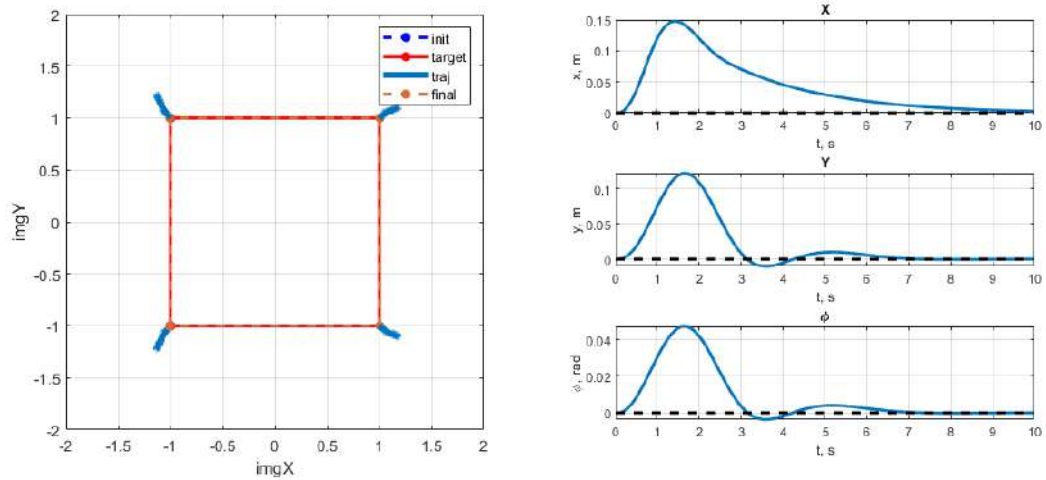 2
1.5
1
0.5
0
-0.5
-1
-1.5
-2
imgY
-2 -1.5 -1 -0.5 0 0.5 1 1.5 2
imgX
init
target
traj
final
X
0.15
0.1
0.05
0
x, m
0 1 2 3 4 5 6 7 8 9 10
t, s
Y
0.1
0.05
0
y, m
0 1 2 3 4 5 6 7 8 9 10
t, s
ϕ
0.04
0.02
0
ϕ, rad
0 1 2 3 4 5 6 7 8 9 10
t, s